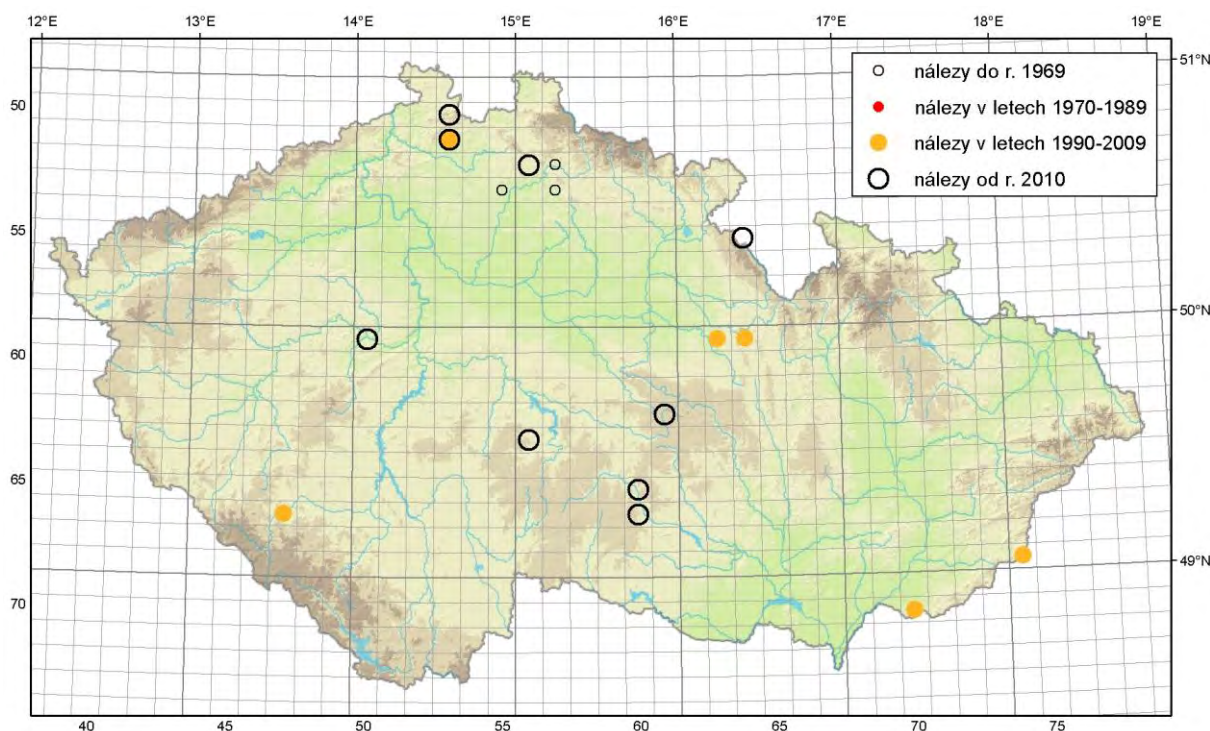 12°E 13°E 14°E 15°E 16°E 17°E 18°E 19°E
51°N
nálezy do r. 1969
nálezy v letech 1970-1989
nálezy v letech 1990-2009
nálezy od r. 2010
50
55
50°N
60
65
49°N
70
40 45 50 55 60 65 70 75